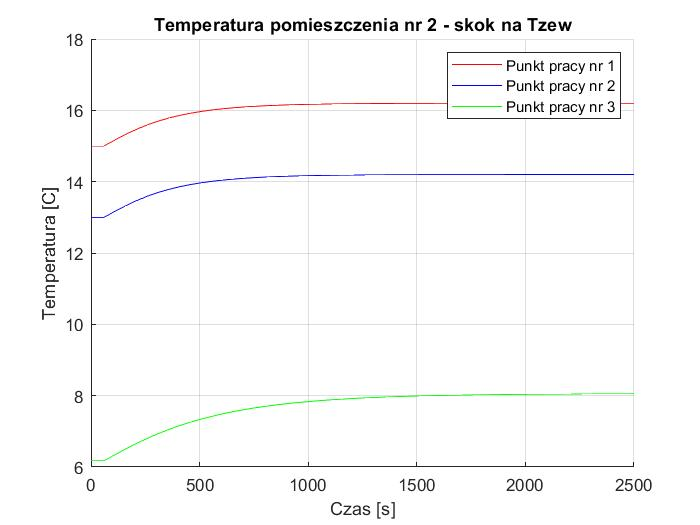 Temperatura pomieszczenia nr 2 - skok na Tzew
18
16
14
12
10
8
6
Temperatura [C]
Punkt pracy nr 1
Punkt pracy nr 2
Punkt pracy nr 3
0 500 1000 1500 2000 2500
Czas [s]